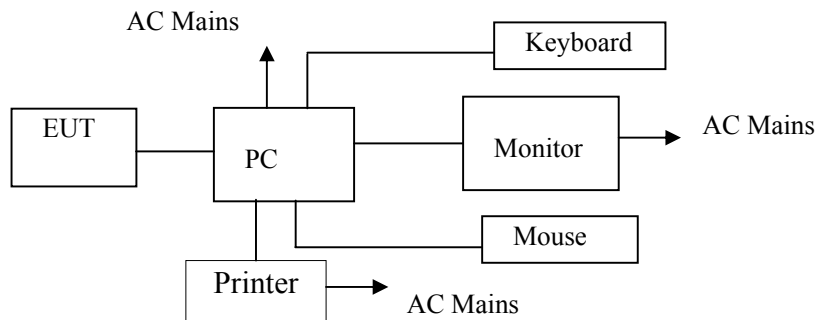 AC Mains
Keyboard
EUT
PC
Monitor
AC Mains
Mouse
Printer
AC Mains